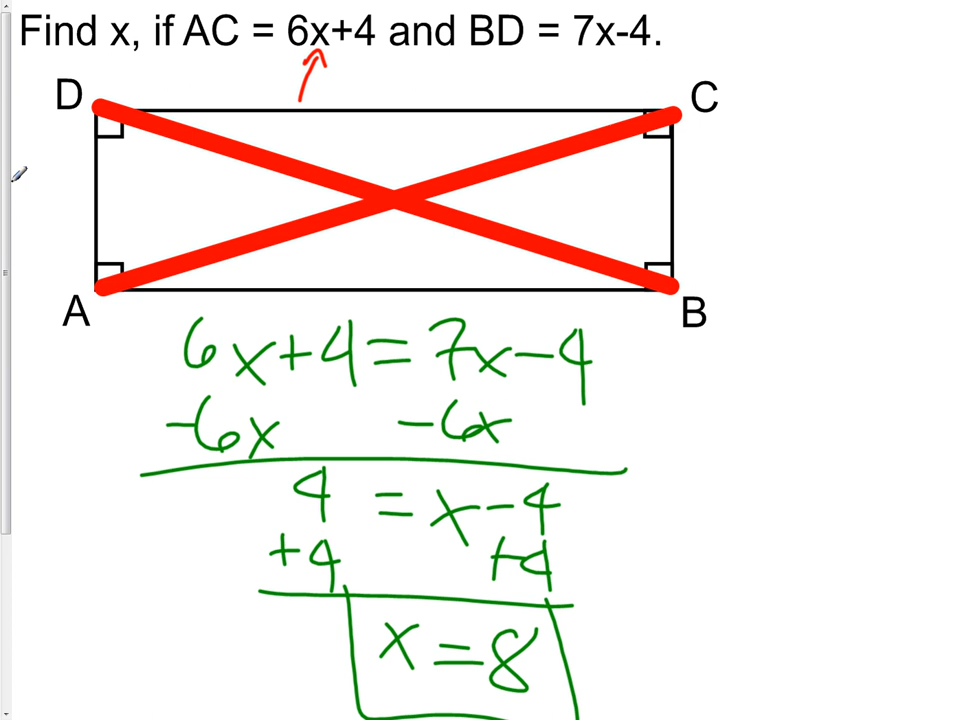 Find x, if AC = 6x+4 and BD = 7x-4.
D
C
A
B
6x+4=7x-4
-6x -6x
4 = x-4
+4 +4
x=8